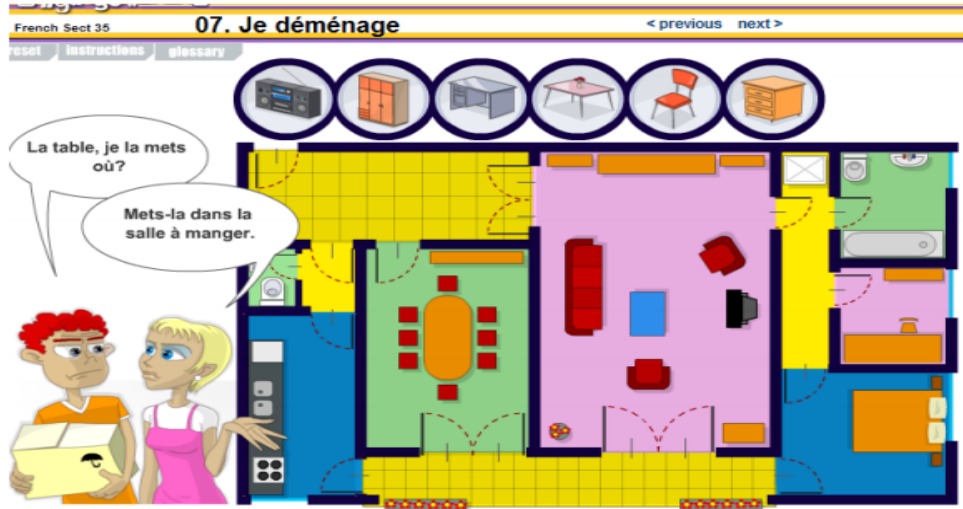 French Sect 35
07. Je déménage
< previous next >
reset instructions glossary
La table, je la mets
où?
Mets-la dans la
salle à manger.